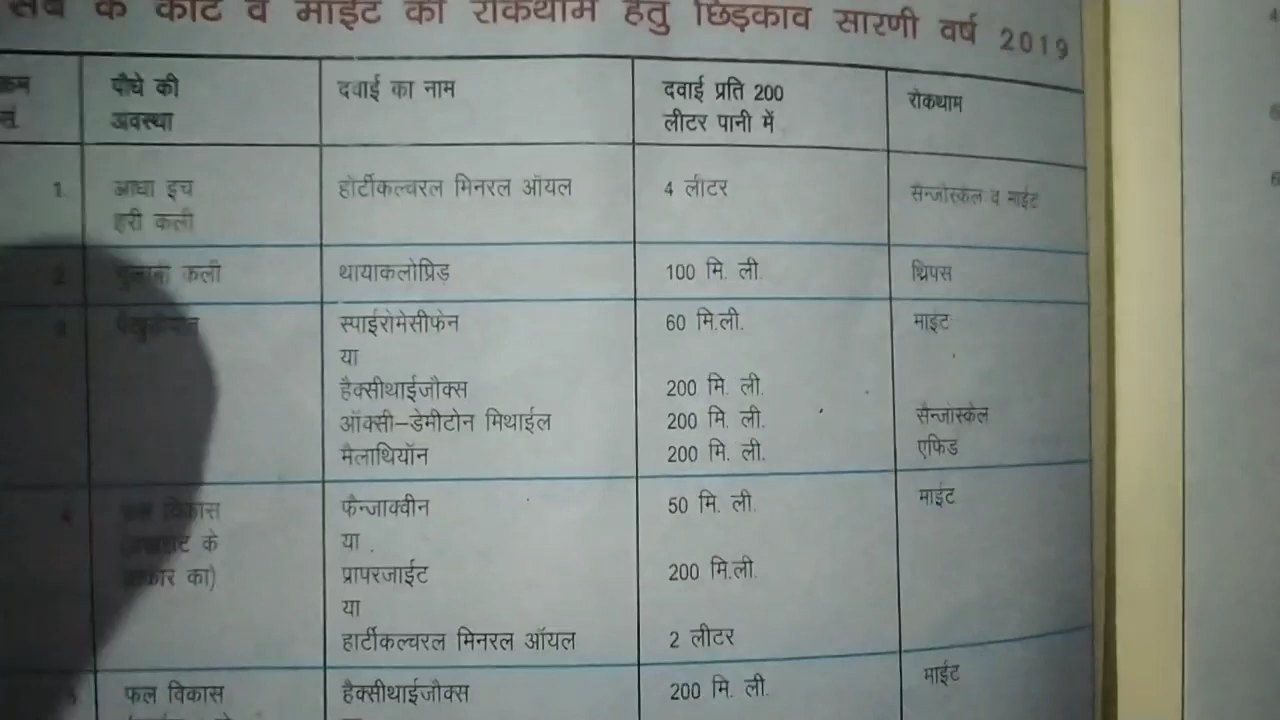 सेब के कीट व माईट की रोकथाम हेतु छिड़काव सारणी वर्ष 2019
पौधे की अवस्था दवाई का नाम दवाई प्रति 200 लीटर पानी में रोकथाम
1. आधा इंच हरी कली हॉर्टीकल्चरल मिनरल ऑयल 4 लीटर सैन्जोस्केल व माईट
2. कली थायाकलोप्रिड़ 100 मि. ली. थ्रिपस
स्पाईरोमेसीफेन 60 मि.ली. माईट
या
हैक्सीथाईजौक्स 200 मि. ली.
ऑक्सी–डेमीटोन मिथाईल 200 मि. ली. सैन्जोस्केल
मैलाथियॉन 200 मि. ली. एफिड
विकास फैन्जाक्वीन 50 मि. ली. माईट
के या
का) प्रापरजाईट 200 मि.ली.
या
हार्टीकल्चरल मिनरल ऑयल 2 लीटर
फल विकास हैक्सीथाईजौक्स 200 मि. ली. माईट